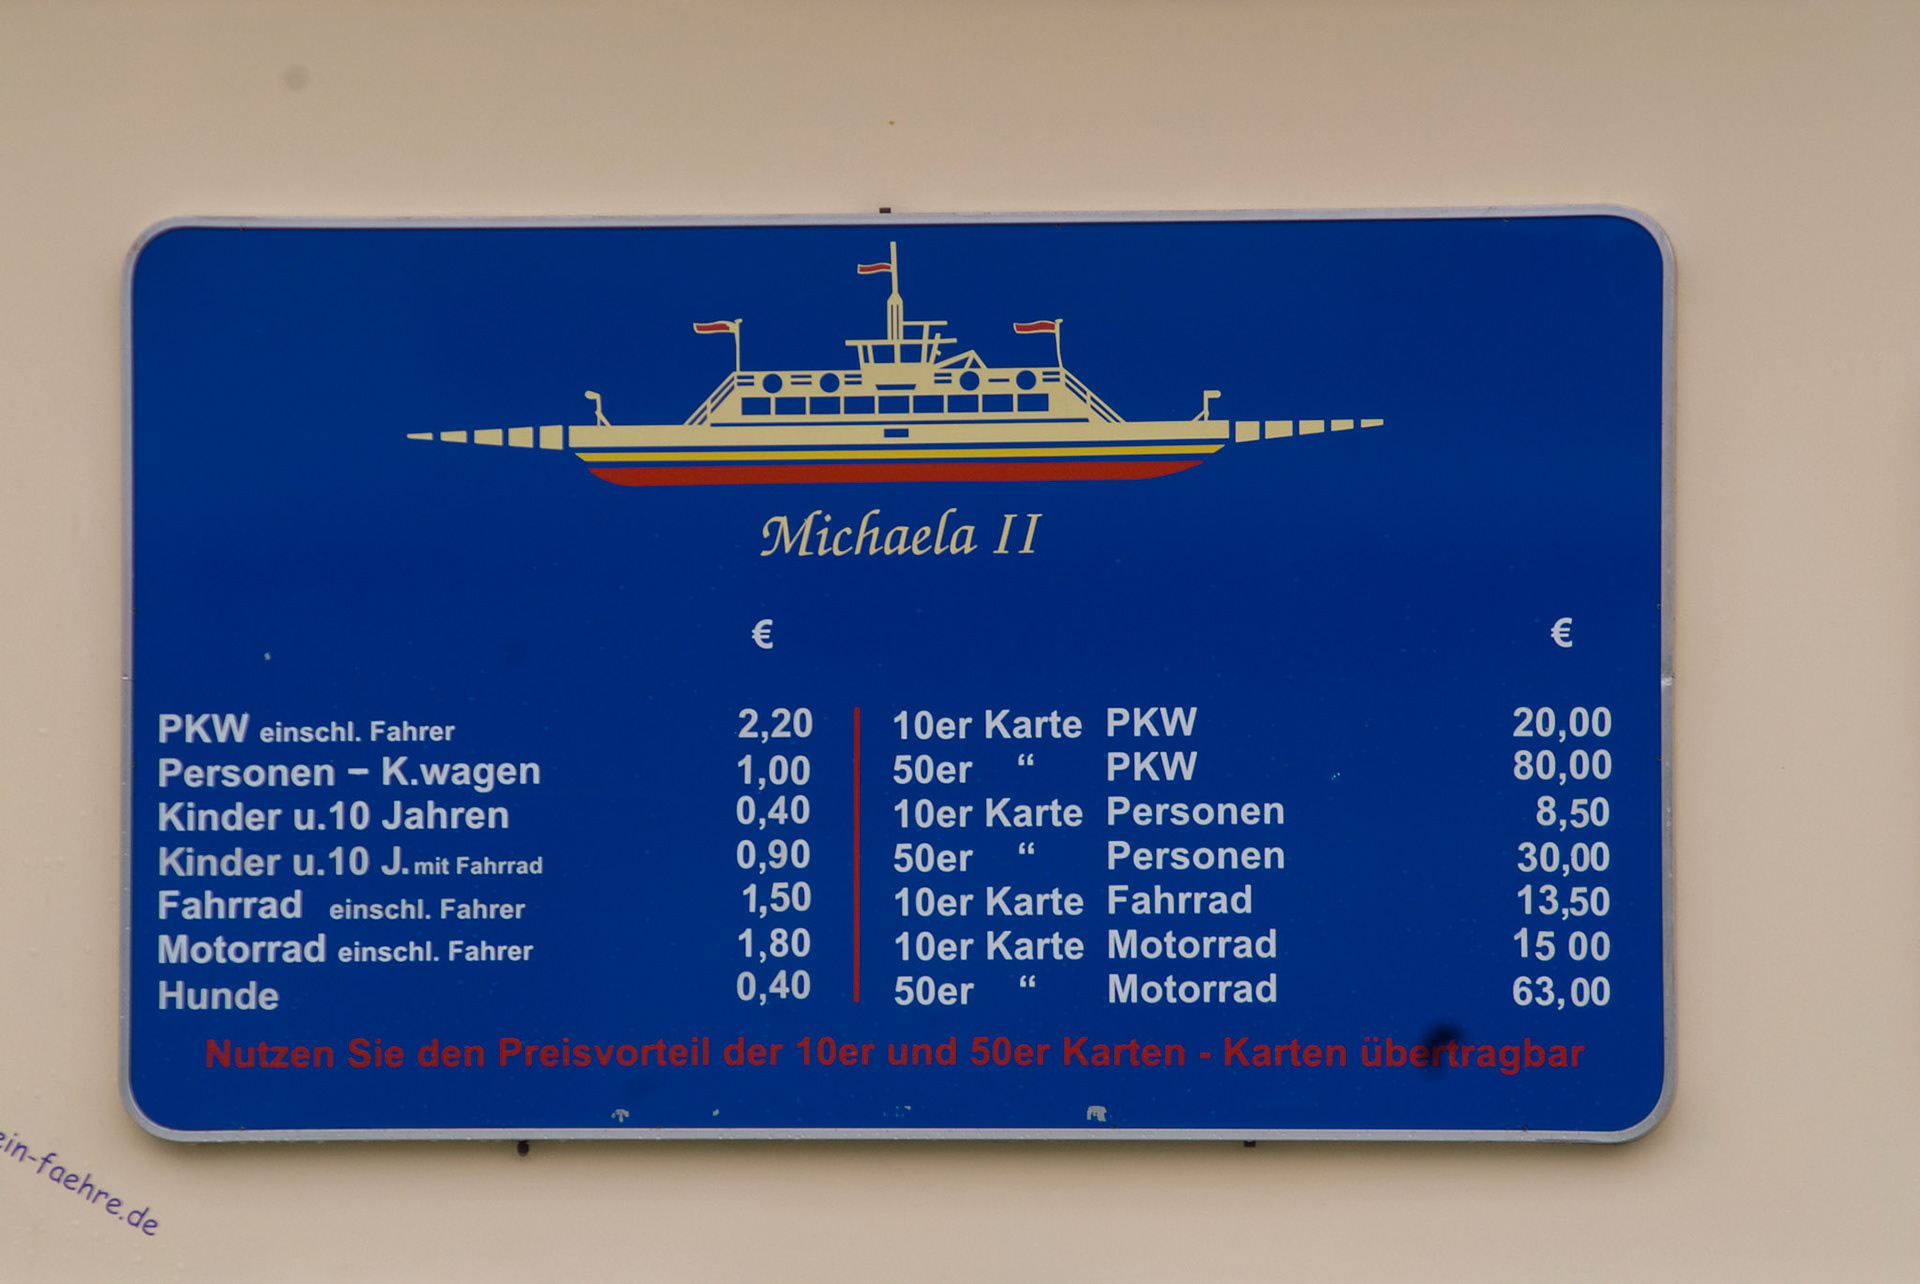 Michaela II
€ €
PKW einschl. Fahrer 2,20
Personen – K.wagen 1,00
Kinder u.10 Jahren 0,40
Kinder u.10 J. mit Fahrrad 0,90
Fahrrad einschl. Fahrer 1,50
Motorrad einschl. Fahrer 1,80
Hunde 0,40
10er Karte PKW 20,00
50er “ PKW 80,00
10er Karte Personen 8,50
50er “ Personen 30,00
10er Karte Fahrrad 13,50
10er Karte Motorrad 15 00
50er “ Motorrad 63,00
Nutzen Sie den Preisvorteil der 10er und 50er Karten - Karten übertragbar
ein-faehre.de